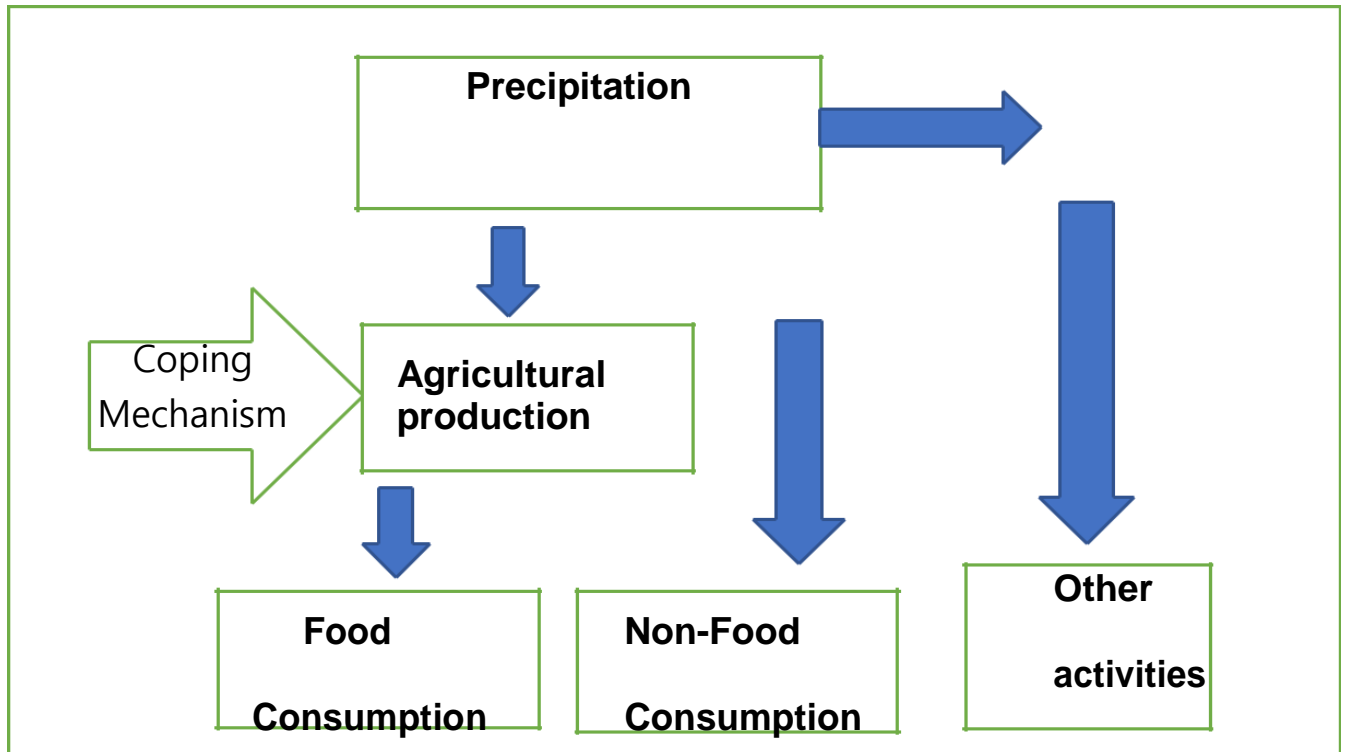 Precipitation
Coping
Mechanism
Agricultural
production
Food
Consumption
Non-Food
Consumption
Other
activities